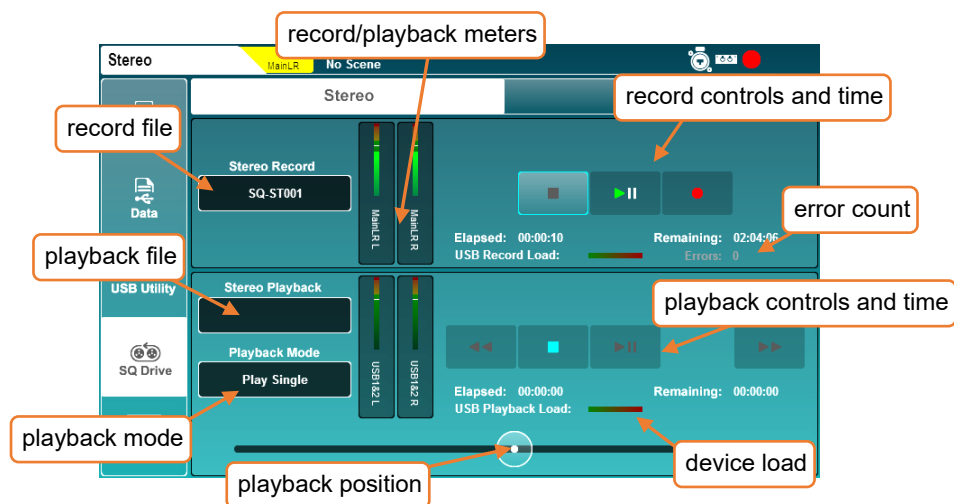 record/playback meters
Stereo
MainLR
No Scene
Stereo
record controls and time
record file
Stereo Record
SQ-ST001
MainLR L
MainLR R
Data
error count
Elapsed: 00:00:10
Remaining: 02:04:06
USB Record Load:
Errors: 0
playback file
USB Utility
Stereo Playback
playback controls and time
Playback Mode
Play Single
USB1&2 L
USB1&2 R
SQ Drive
Elapsed: 00:00:00
Remaining: 00:00:00
USB Playback Load:
playback mode
device load
playback position